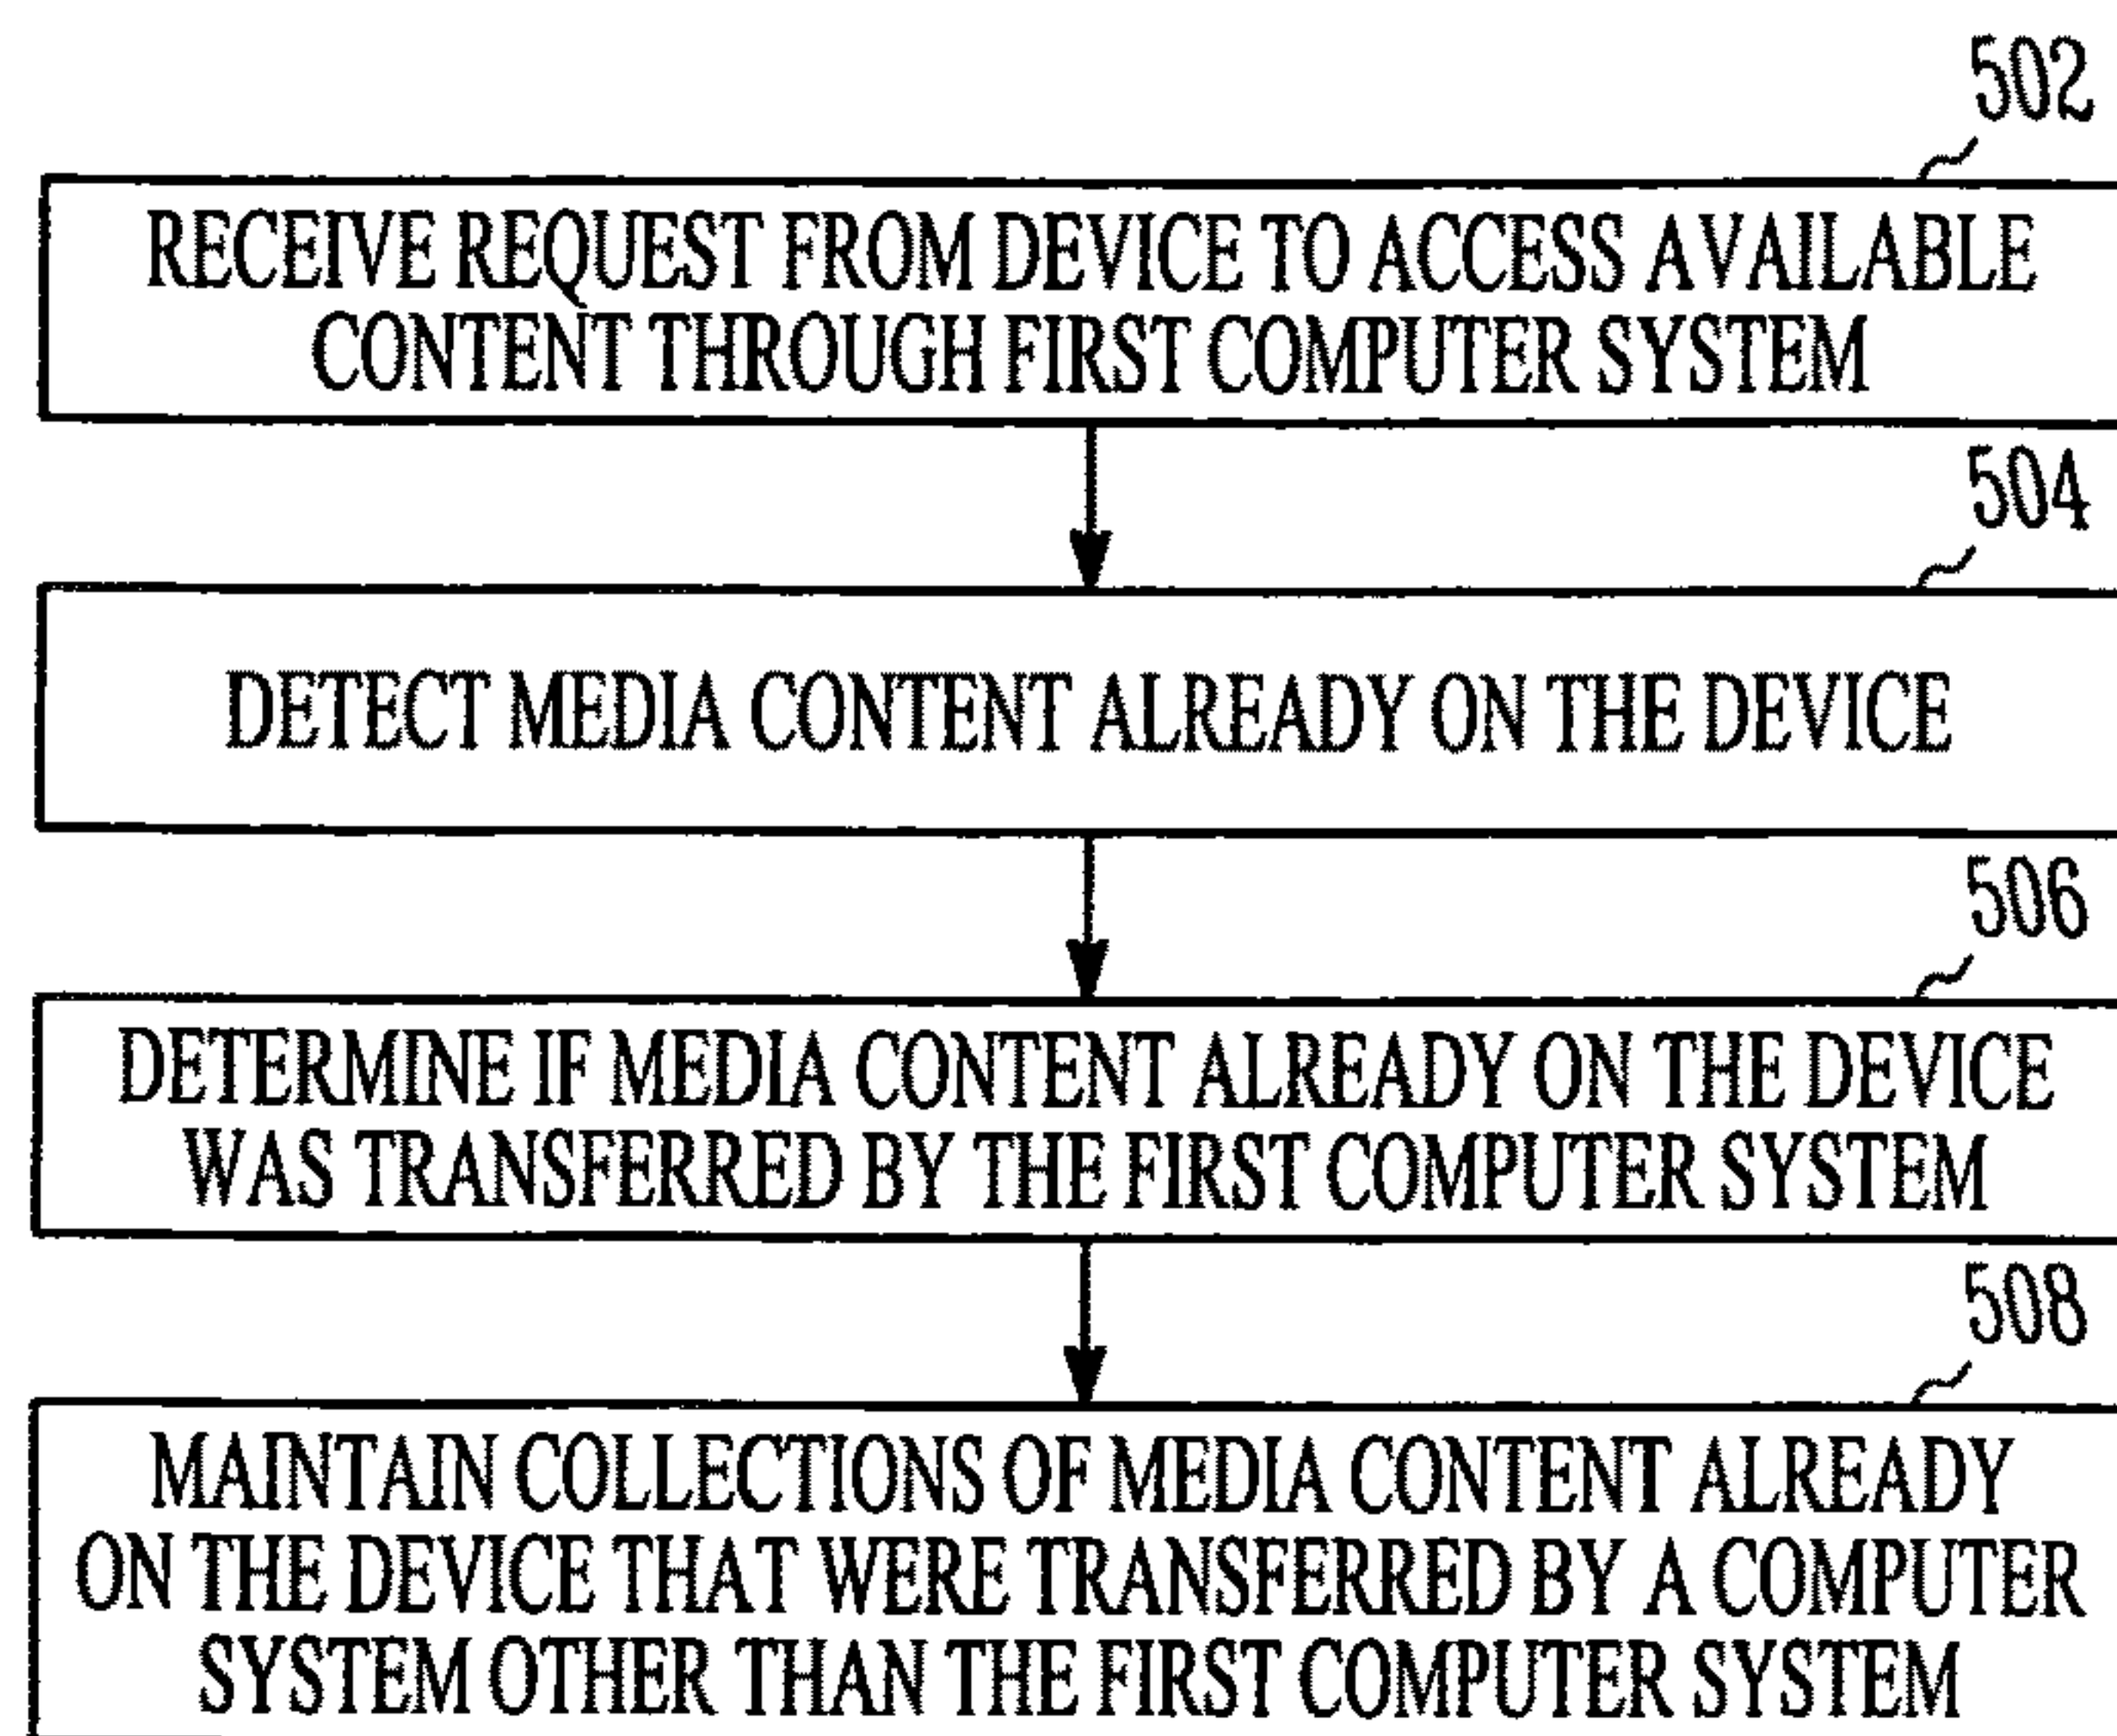 502
RECEIVE REQUEST FROM DEVICE TO ACCESS AVAILABLE
CONTENT THROUGH FIRST COMPUTER SYSTEM
504
DETECT MEDIA CONTENT ALREADY ON THE DEVICE
506
DETERMINE IF MEDIA CONTENT ALREADY ON THE DEVICE
WAS TRANSFERRED BY THE FIRST COMPUTER SYSTEM
508
MAINTAIN COLLECTIONS OF MEDIA CONTENT ALREADY
ON THE DEVICE THAT WERE TRANSFERRED BY A COMPUTER
SYSTEM OTHER THAN THE FIRST COMPUTER SYSTEM